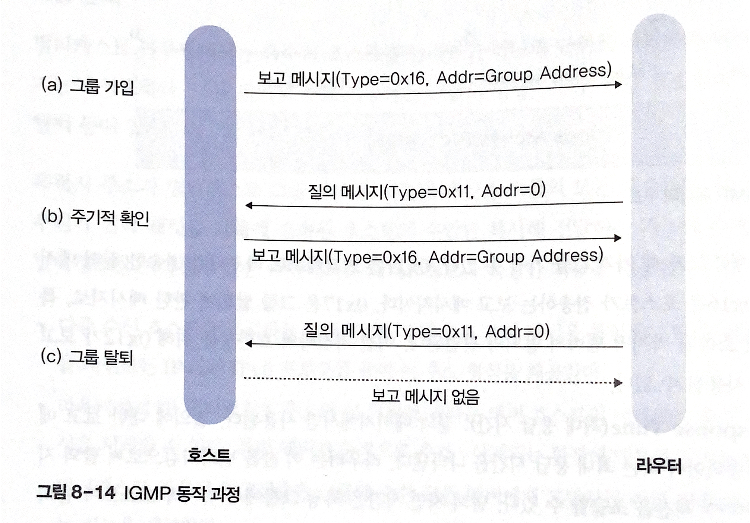 (a) 그룹 가입
보고 메시지(Type=0x16, Addr=Group Address)
질의 메시지(Type=0x11, Addr=0)
(b) 주기적 확인
보고 메시지(Type=0x16, Addr=Group Address)
질의 메시지(Type=0x11, Addr=0)
(c) 그룹 탈퇴
보고 메시지 없음
호스트
라우터
그림 8-14 IGMP 동작 과정